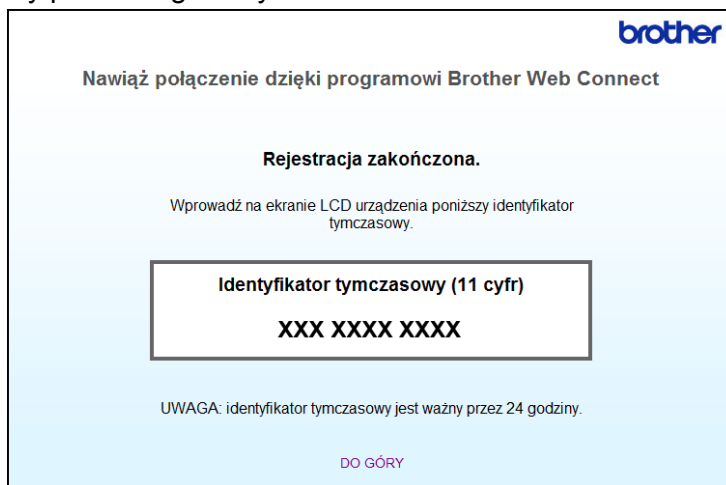 brother
Nawiąż połączenie dzięki programowi Brother Web Connect
Rejestracja zakończona.
Wprowadź na ekranie LCD urządzenia poniższy identyfikator
tymczasowy.
Identyfikator tymczasowy (11 cyfr)
XXX XXXX XXXX
UWAGA: identyfikator tymczasowy jest ważny przez 24 godziny.
DO GÓRY